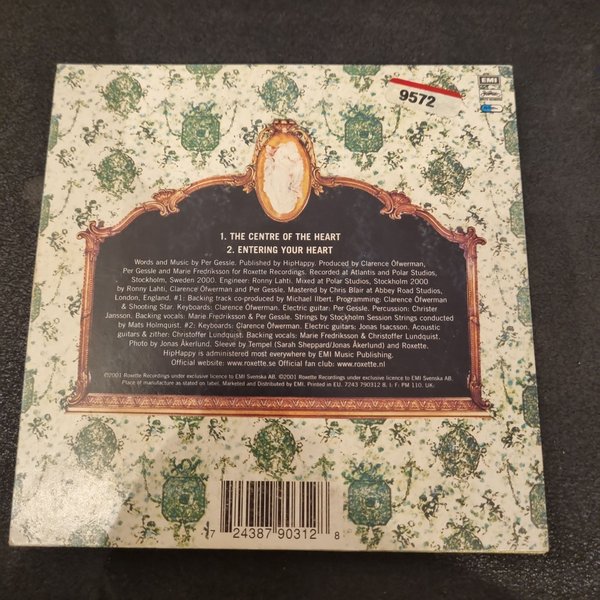 EMI
9572
1. THE CENTRE OF THE HEART
2. ENTERING YOUR HEART
Words and Music by Per Gessle. Published by HipHappy. Produced by Clarence Öfwerman,
Per Gessle and Marie Fredriksson for Roxette Recordings. Recorded at Atlantis and Polar Studios,
Stockholm, Sweden 2000. Engineer: Ronny Lahti. Mixed at Polar Studios, Stockholm 2000
by Ronny Lahti, Clarence Öfwerman and Per Gessle. Mastered by Chris Blair at Abbey Road Studios,
London, England. #1: Backing track co-produced by Michael Ilbert. Programming: Clarence Öfwerman
& Shooting Star. Keyboards: Clarence Öfwerman. Electric guitar: Per Gessle. Percussion: Christer
Jansson. Backing vocals: Marie Fredriksson & Per Gessle. Strings by Stockholm Session Strings conducted
by Mats Holmquist. #2: Keyboards: Clarence Öfwerman. Electric guitars: Jonas Isacsson. Acoustic
guitars & zither: Christoffer Lundquist. Backing vocals: Marie Fredriksson & Christoffer Lundquist.
Photo by Jonas Åkerlund. Sleeve by Tempel (Sarah Sheppard/Jonas Åkerlund) and Roxette.
HipHappy is administered most everywhere by EMI Music Publishing.
Official website: www.roxette.se Official fan club: www.roxette.nl
℗2001 Roxette Recordings under exclusive licence to EMI Svenska AB. ©2001 Roxette Recordings under exclusive licence to EMI Svenska AB.
Place of manufacture as stated on label. Marketed and Distributed by EMI. Printed in EU. 7243 790312 8. I. F. PM 110. UK:
7 24387 90312 8